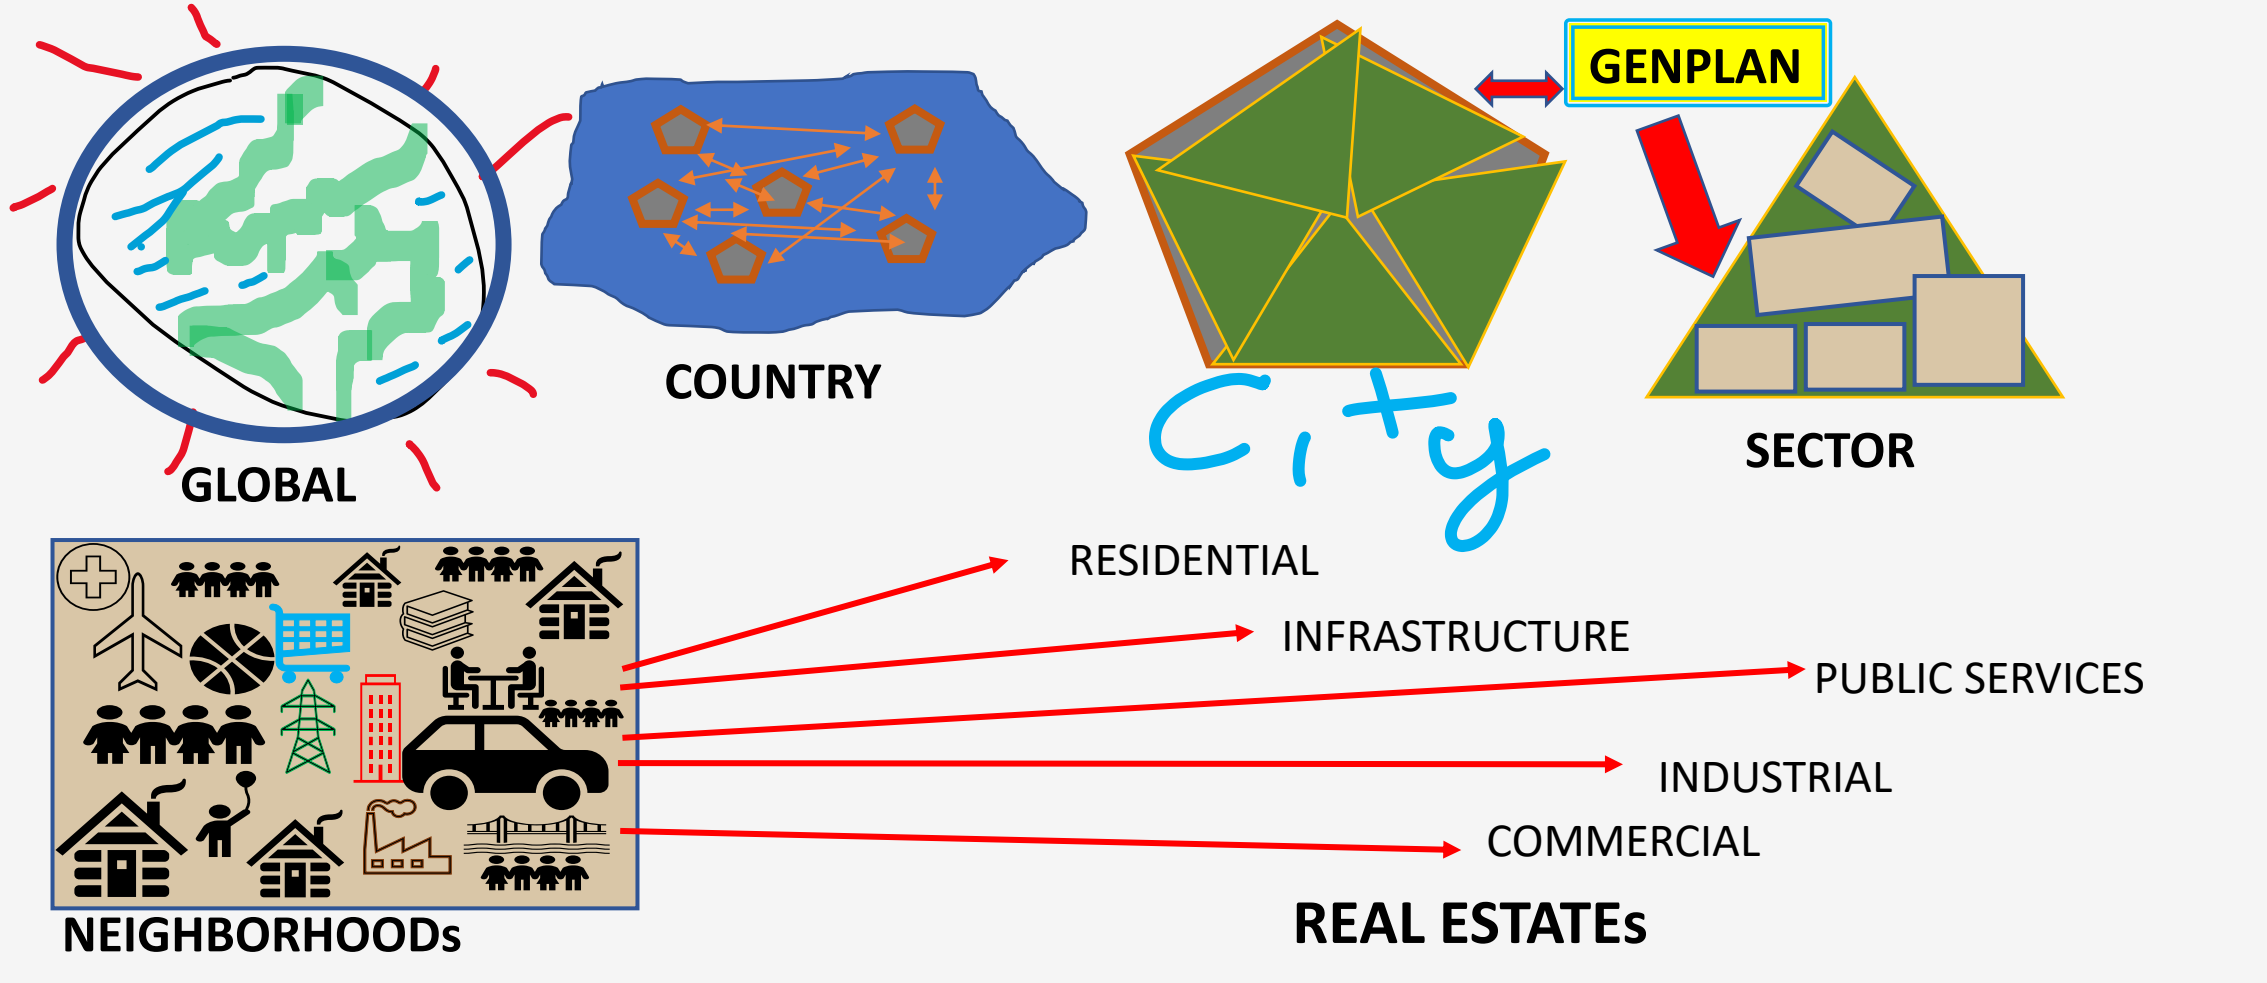 GENPLAN
GLOBAL
COUNTRY
City
SECTOR
NEIGHBORHOODs
RESIDENTIAL
INFRASTRUCTURE
PUBLIC SERVICES
INDUSTRIAL
COMMERCIAL
REAL ESTATEs